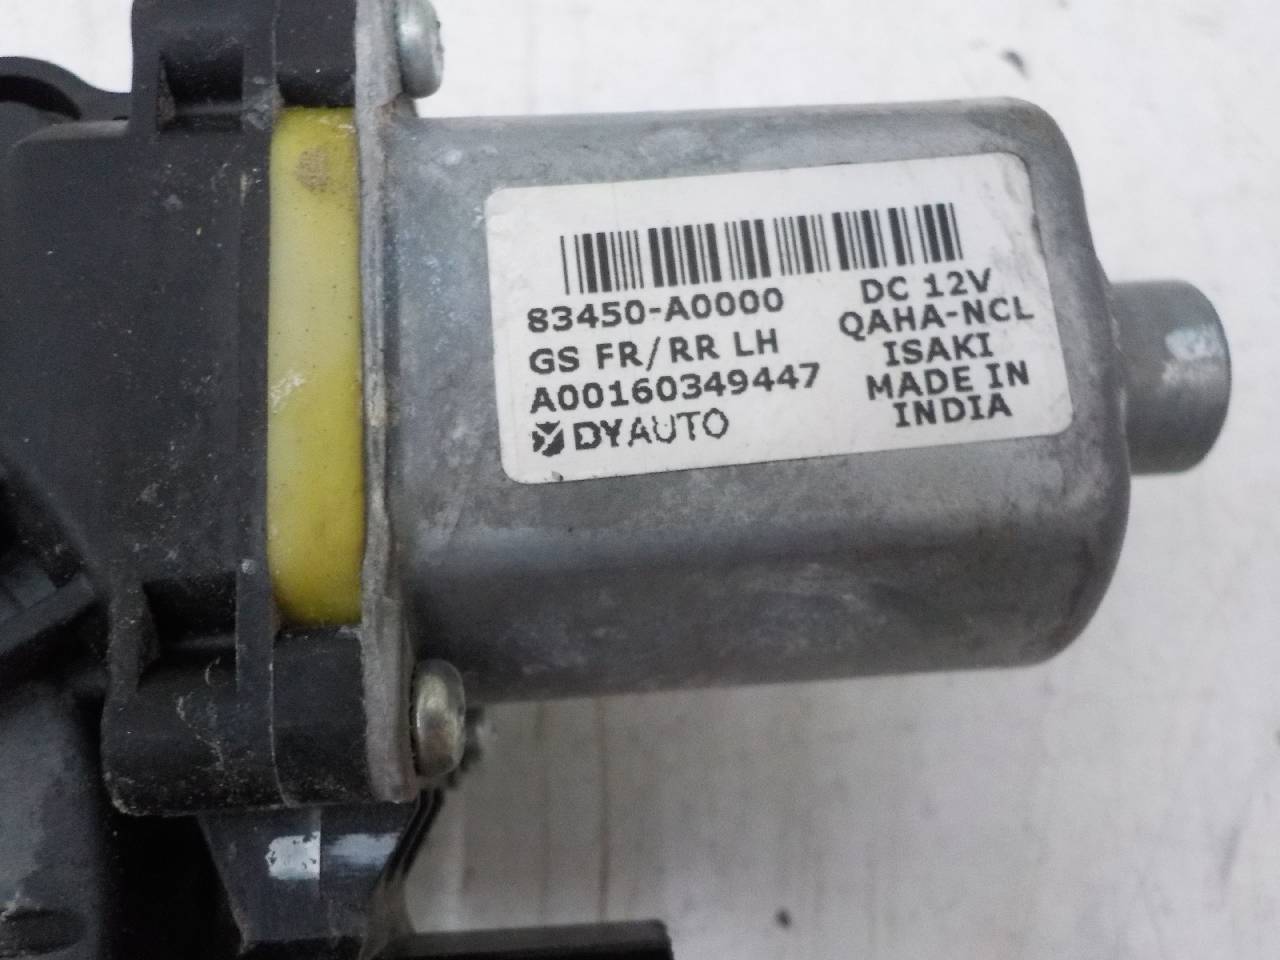 83450-A0000
GS FR/RR LH
A00160349447
DYAUTO
DC 12V
QAHA-NCL
ISAKI
MADE IN
INDIA